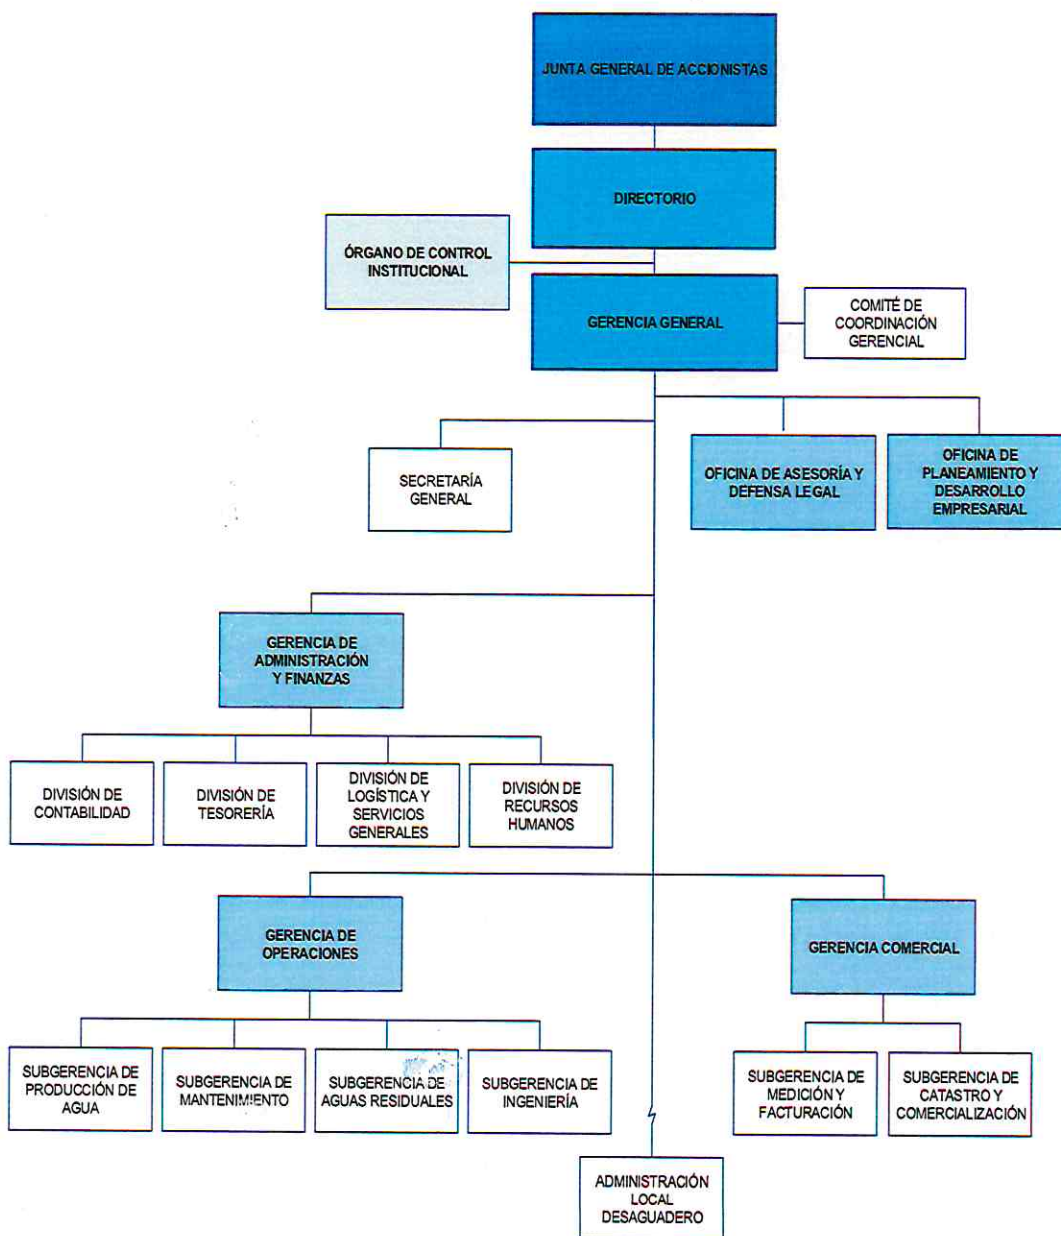 JUNTA GENERAL DE ACCIONISTAS
DIRECTORIO
ÓRGANO DE CONTROL
INSTITUCIONAL
GERENCIA GENERAL
COMITÉ DE
COORDINACIÓN
GERENCIAL
SECRETARÍA
GENERAL
OFICINA DE ASESORÍA Y
DEFENSA LEGAL
OFICINA DE
PLANEAMIENTO Y
DESARROLLO
EMPRESARIAL
GERENCIA DE
ADMINISTRACIÓN
Y FINANZAS
DIVISIÓN DE
CONTABILIDAD
DIVISIÓN DE
TESORERÍA
DIVISIÓN DE
LOGÍSTICA Y
SERVICIOS
GENERALES
DIVISIÓN DE
RECURSOS
HUMANOS
GERENCIA DE
OPERACIONES
GERENCIA COMERCIAL
SUBGERENCIA DE
PRODUCCIÓN DE
AGUA
SUBGERENCIA DE
MANTENIMIENTO
SUBGERENCIA DE
AGUAS RESIDUALES
SUBGERENCIA DE
INGENIERÍA
SUBGERENCIA DE
MEDICIÓN Y
FACTURACIÓN
SUBGERENCIA DE
CATASTRO Y
COMERCIALIZACIÓN
ADMINISTRACIÓN
LOCAL
DESAGUADERO